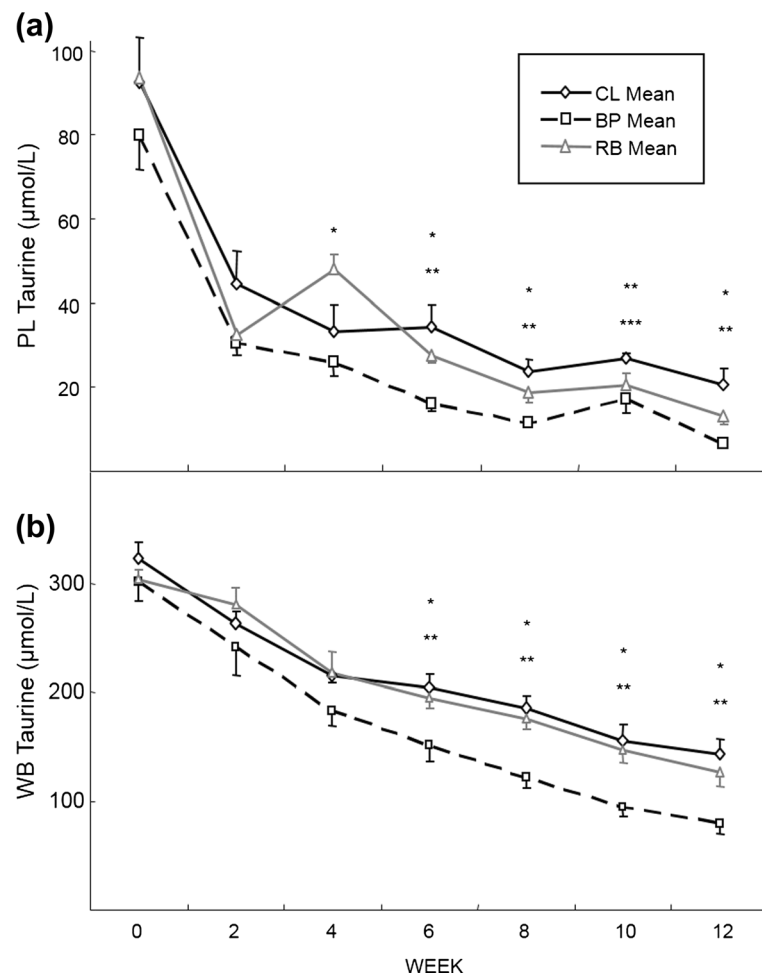 (a)
PL Taurine (µmol/L)
100
80
60
40
20
CL Mean
BP Mean
RB Mean
* * * ** *
** ** *** **
(b)
WB Taurine (µmol/L)
300
200
100
* * * *
** ** ** **
0 2 4 6 8 10 12
WEEK